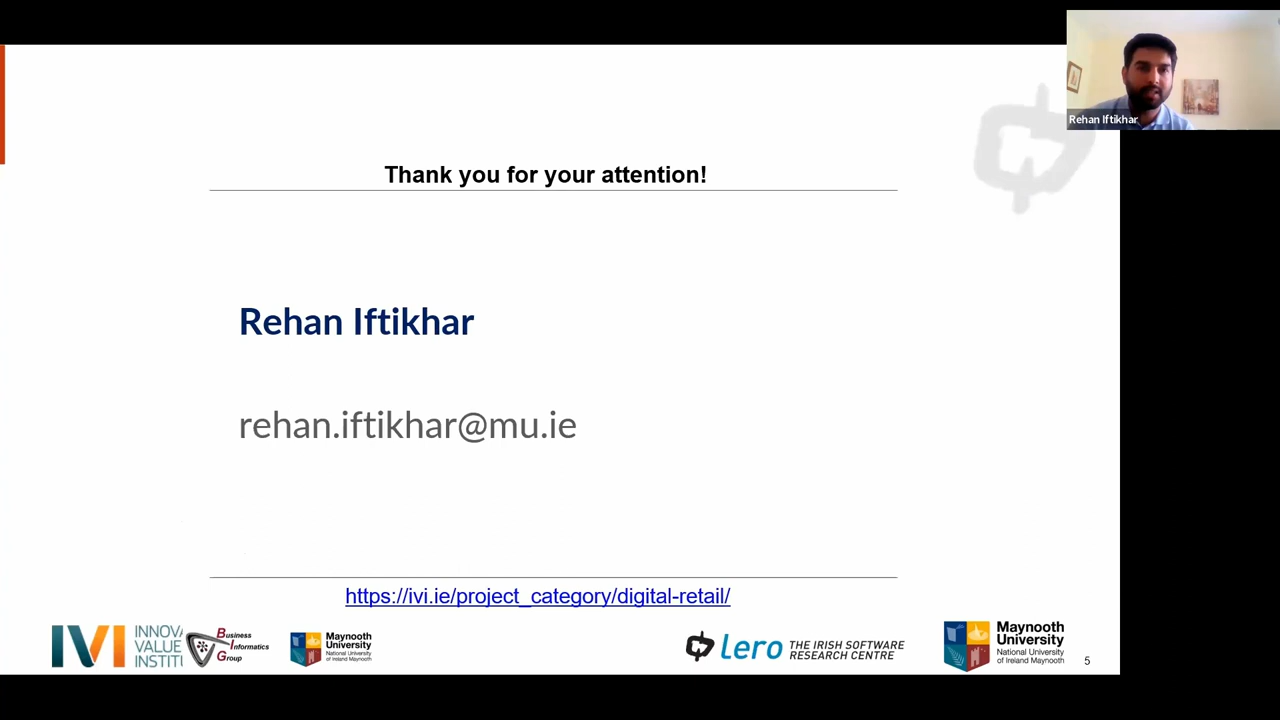 Rehan Iftikhar
Thank you for your attention!
Rehan Iftikhar
rehan.iftikhar@mu.ie
https://ivi.ie/project_category/digital-retail/
IVI
INNOV
VALUE
INSTIT
Business
Informatics
Group
Maynooth
University
National University
of Ireland Maynooth
Lero
THE IRISH SOFTWARE
RESEARCH CENTRE
Maynooth
University
National University
of Ireland Maynooth
5